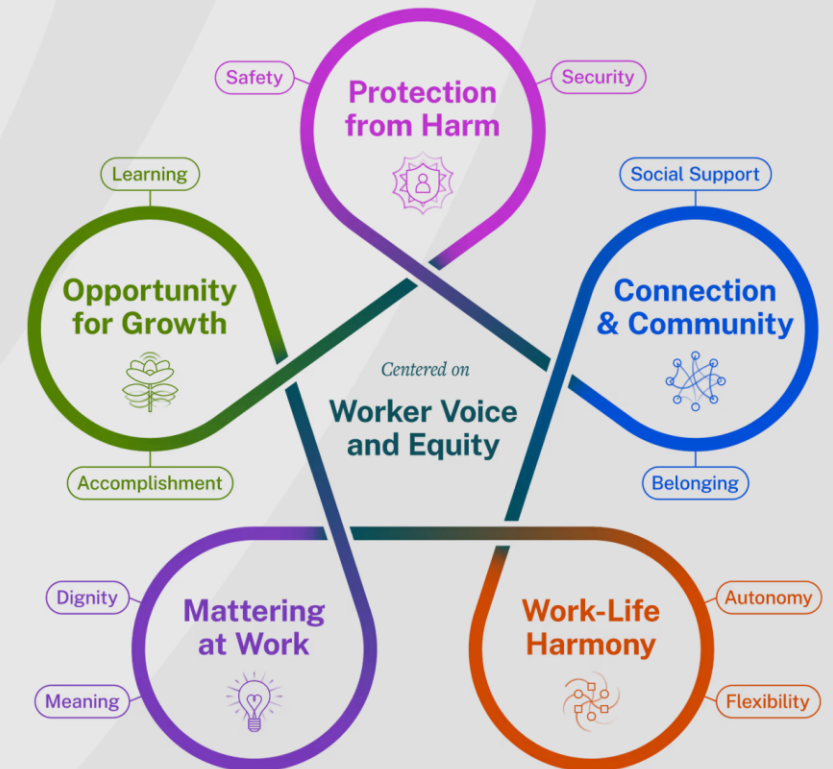 Safety
Security
Protection
from Harm
Learning
Social Support
Opportunity
for Growth
Connection
& Community
Centered on
Worker Voice
and Equity
Accomplishment
Belonging
Dignity
Mattering
at Work
Meaning
Work-Life
Harmony
Autonomy
Flexibility